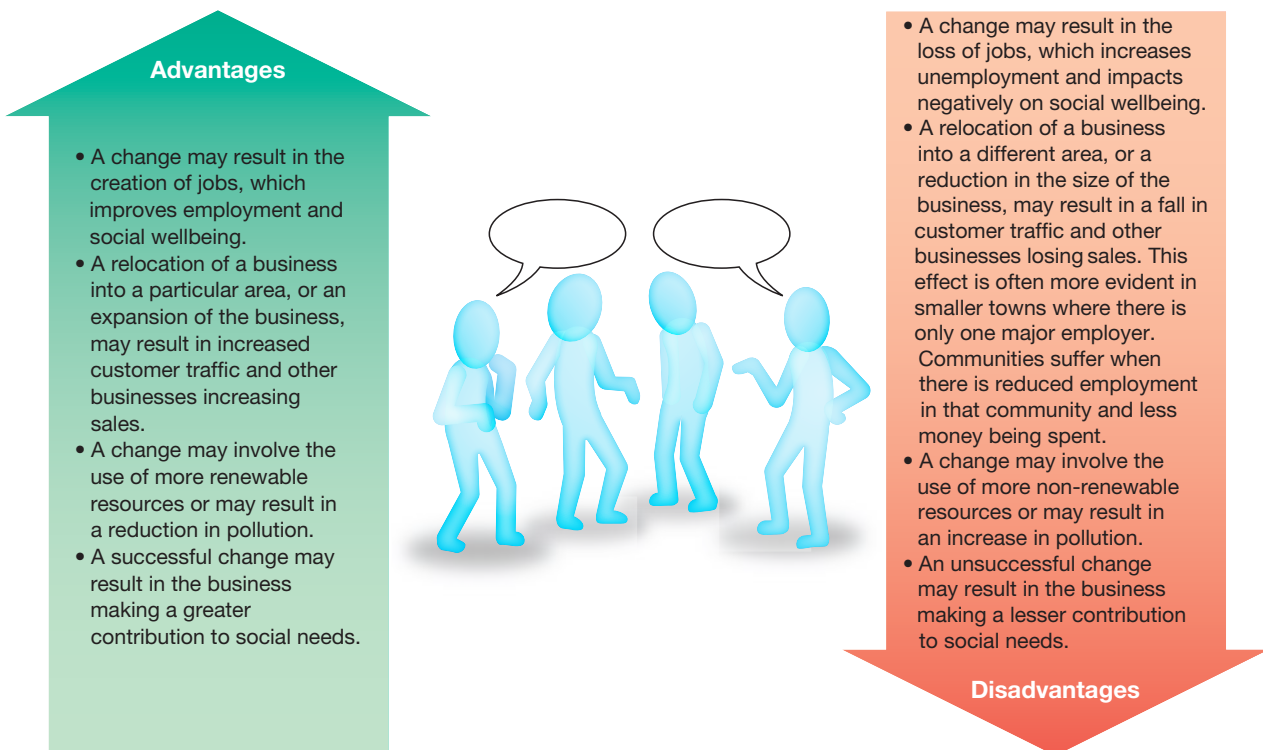 Advantages
• A change may result in the
creation of jobs, which
improves employment and
social wellbeing.
• A relocation of a business
into a particular area, or an
expansion of the business,
may result in increased
customer traffic and other
businesses increasing
sales.
• A change may involve the
use of more renewable
resources or may result in
a reduction in pollution.
• A successful change may
result in the business
making a greater
contribution to social needs.
• A change may result in the
loss of jobs, which increases
unemployment and impacts
negatively on social wellbeing.
• A relocation of a business
into a different area, or a
reduction in the size of the
business, may result in a fall in
customer traffic and other
businesses losing sales. This
effect is often more evident in
smaller towns where there is
only one major employer.
Communities suffer when
there is reduced employment
in that community and less
money being spent.
• A change may involve the
use of more non-renewable
resources or may result in
an increase in pollution.
• An unsuccessful change
may result in the business
making a lesser contribution
to social needs.
Disadvantages